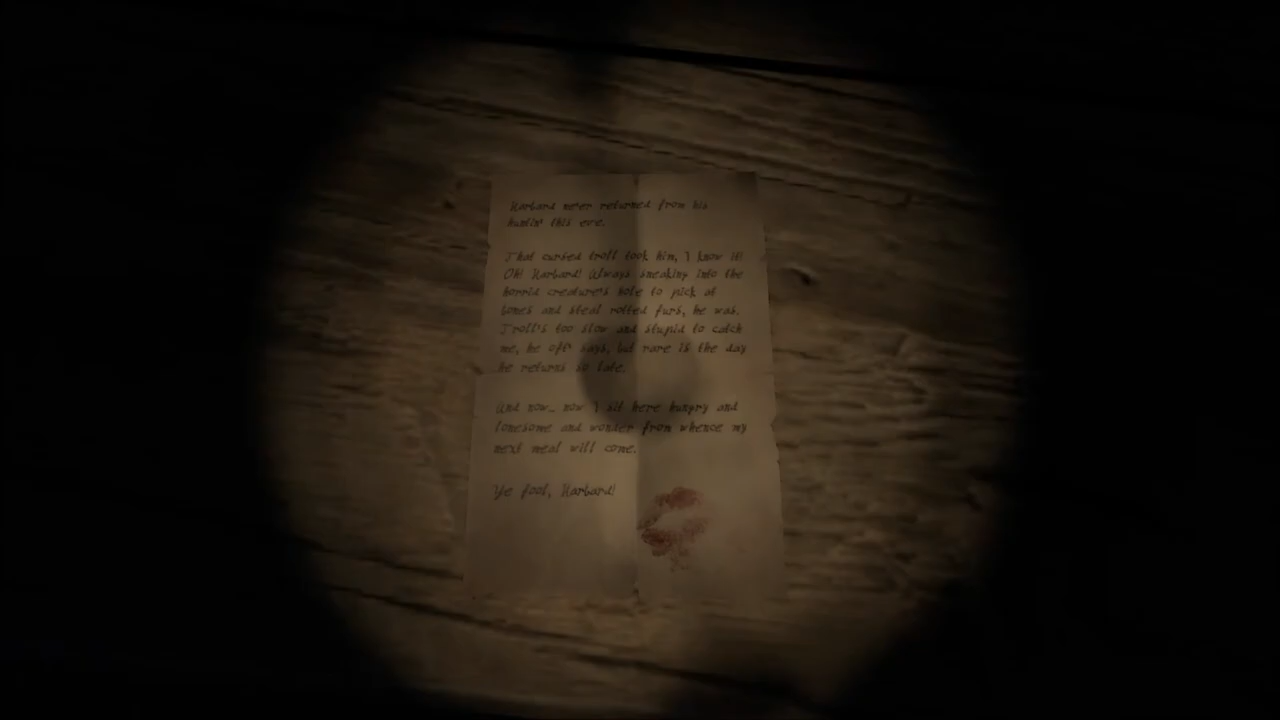 Harbard never returned from his
huntin' this eve.
That cursed troll took him, I know it!
Oh! Harbard! Always sneaking into the
horrid creature's hole to pick at
bones and steal rotted furs, he was.
Troll's too slow and stupid to catch
me, he oft' says, but rare is the day
he returns so late.
And now... now I sit here hungry and
lonesome and wonder from whence my
next meal will come.
Ye fool, Harbard!